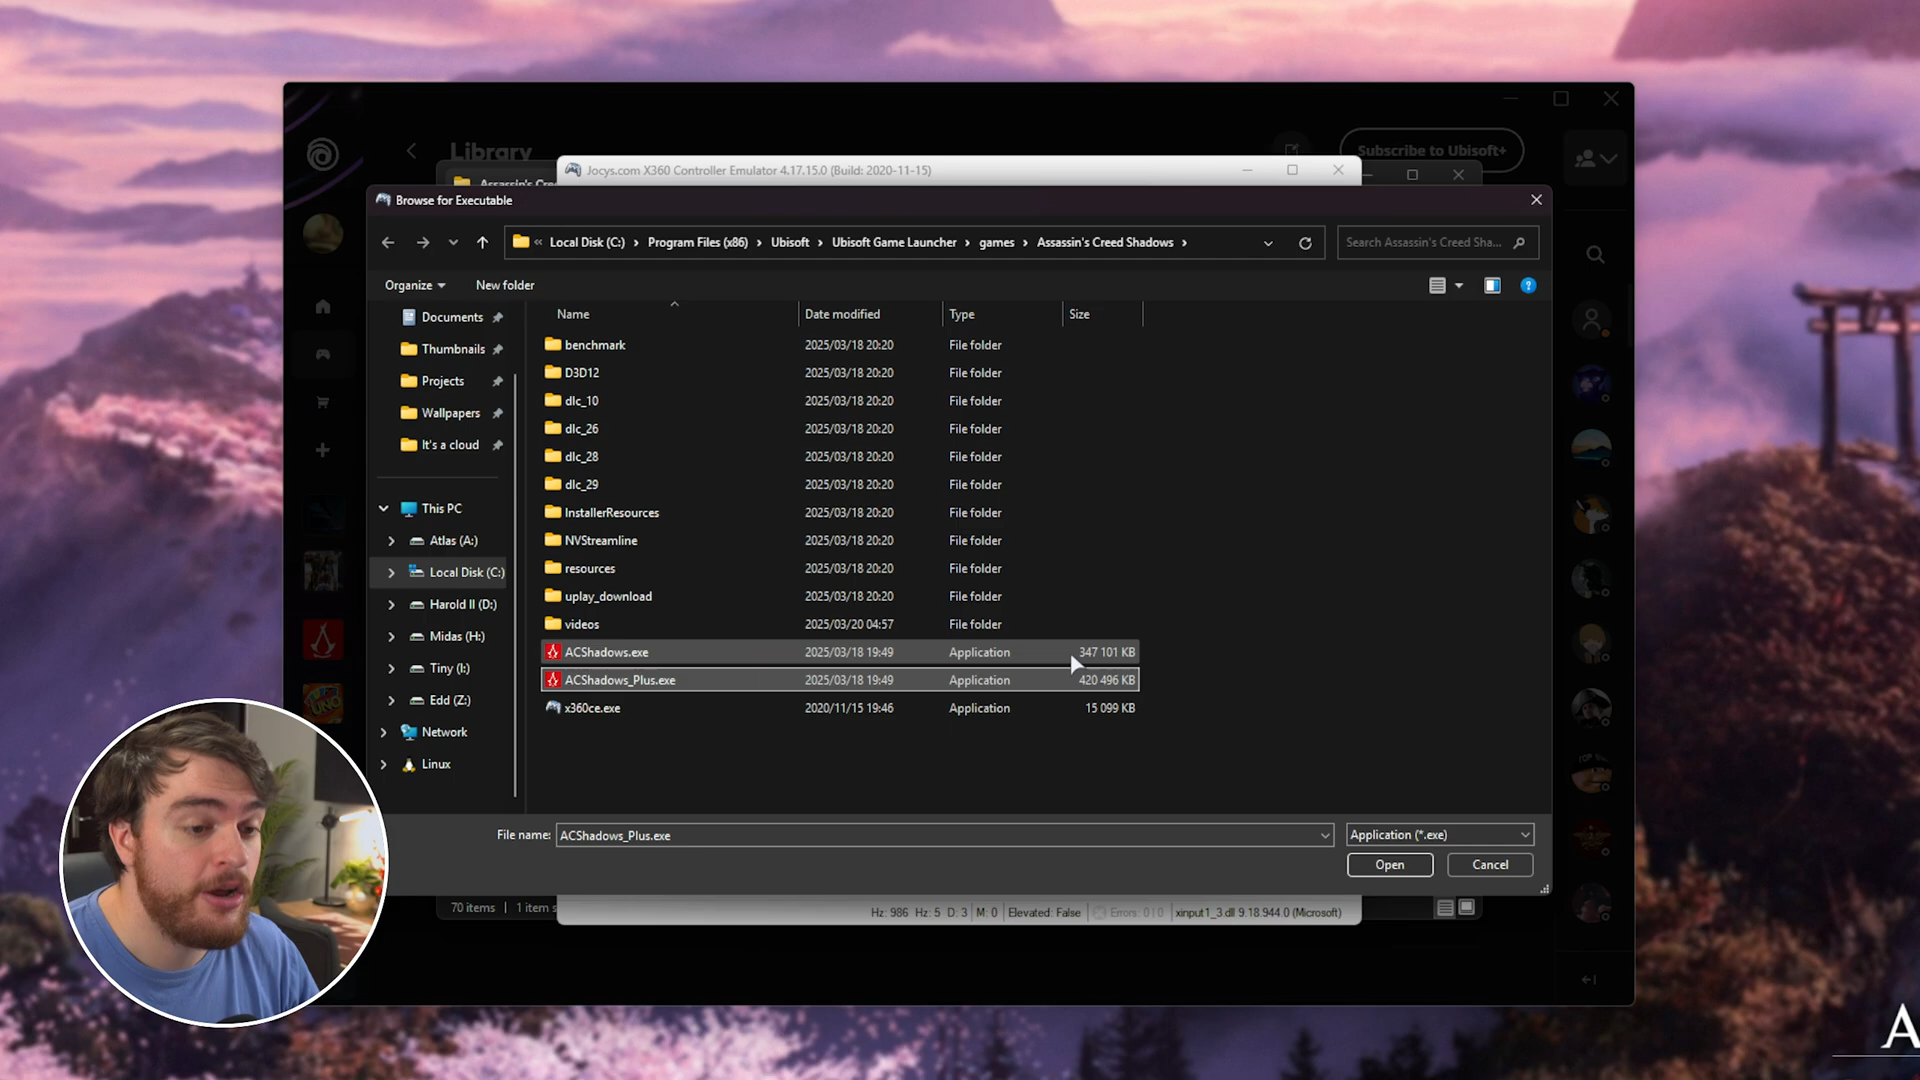 Library
Subscribe to Ubisoft+
Assassin's Cre
Jocys.com X360 Controller Emulator 4.17.15.0 (Build: 2020-11-15)
Browse for Executable
« Local Disk (C:) › Program Files (x86) › Ubisoft › Ubisoft Game Launcher › games › Assassin's Creed Shadows ›
Search Assassin's Creed Sha...
Organize
New folder
Name
Date modified
Type
Size
Documents
Thumbnails
Projects
Wallpapers
It's a cloud
This PC
Atlas (A:)
Local Disk (C:)
Harold II (D:)
Midas (H:)
Tiny (I:)
Edd (Z:)
Network
Linux
benchmark 2025/03/18 20:20 File folder
D3D12 2025/03/18 20:20 File folder
dlc_10 2025/03/18 20:20 File folder
dlc_26 2025/03/18 20:20 File folder
dlc_28 2025/03/18 20:20 File folder
dlc_29 2025/03/18 20:20 File folder
InstallerResources 2025/03/18 20:20 File folder
NVStreamline 2025/03/18 20:20 File folder
resources 2025/03/18 20:20 File folder
uplay_download 2025/03/18 20:20 File folder
videos 2025/03/20 04:57 File folder
ACShadows.exe 2025/03/18 19:49 Application 347 101 KB
ACShadows_Plus.exe 2025/03/18 19:49 Application 420 496 KB
x360ce.exe 2020/11/15 19:46 Application 15 099 KB
File name: ACShadows_Plus.exe
Application (*.exe)
Open
Cancel
70 items
1 item s
Hz: 986 Hz: 5 D: 3 M: 0 Elevated: False Errors: 0 | 0 xinput1_3.dll 9.18.944.0 (Microsoft)
UNO
A